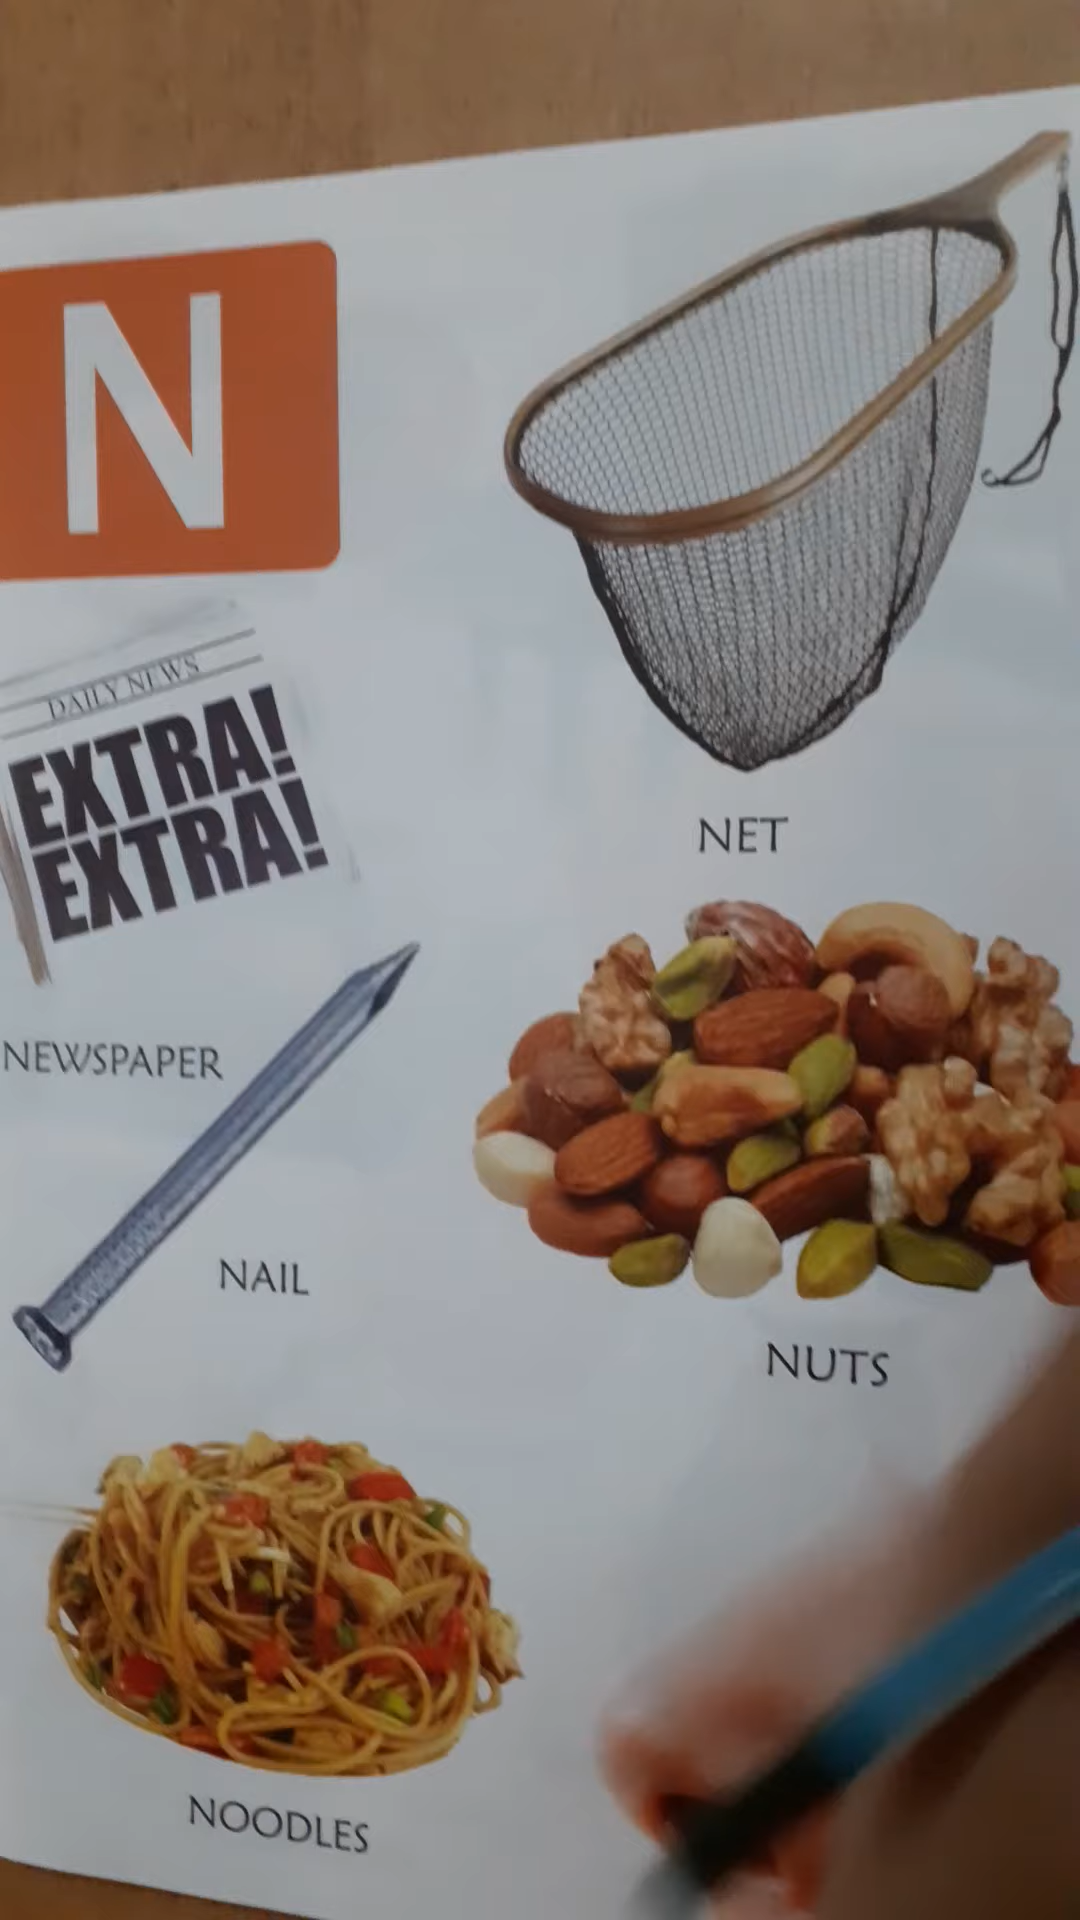 N
DAILY NEWS
EXTRA!
EXTRA!
NET
NEWSPAPER
NAIL
NUTS
NOODLES